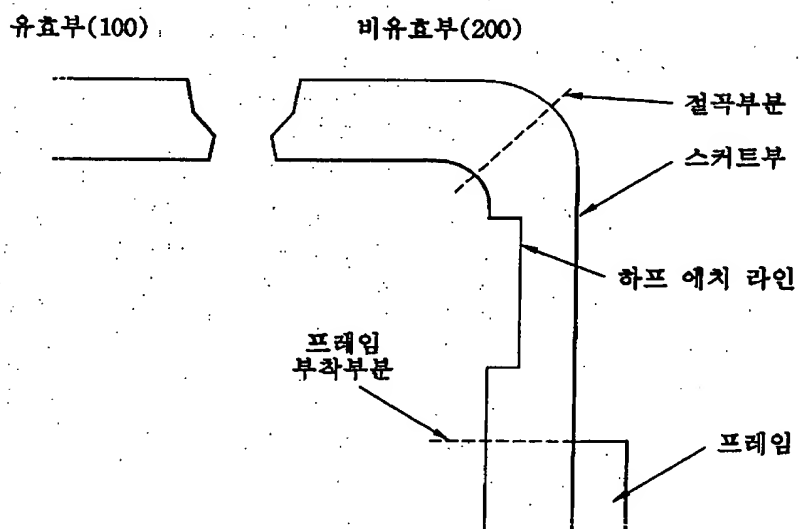 유효부(100)
비유효부(200)
절곡부분
스커트부
하프 에치 라인
프레임
부착부분
프레임